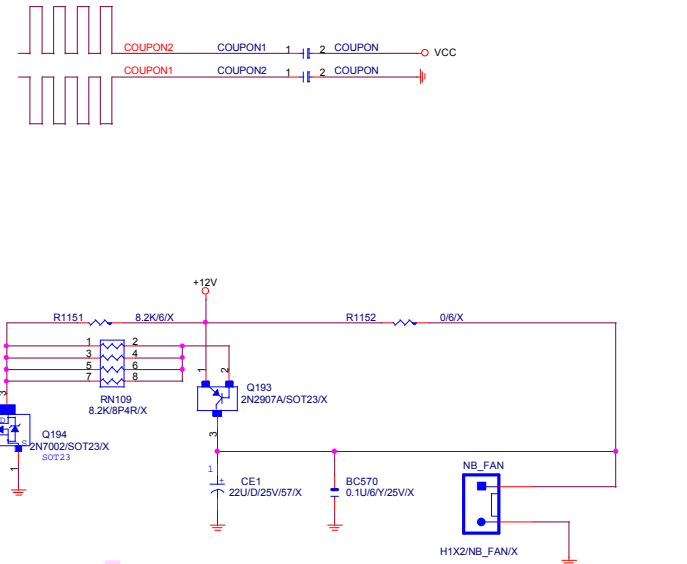 COUPON2 COUPON1 1 2 COUPON VCC
COUPON1 COUPON2 1 2 COUPON
+12V
R1151 8.2K/6/X R1152 0/6/X
1 2
3 4
5 6
7 8
1 2
RN109
8.2K/8P4R/X
Q193
2N2907A/SOT23/X
3
3
D
S
Q194
2N7002/SOT23/X
SOT23
1
1
+
CE1
22U/D/25V/57/X
BC570
0.1U/6/Y/25V/X
NB_FAN
H1X2/NB_FAN/X